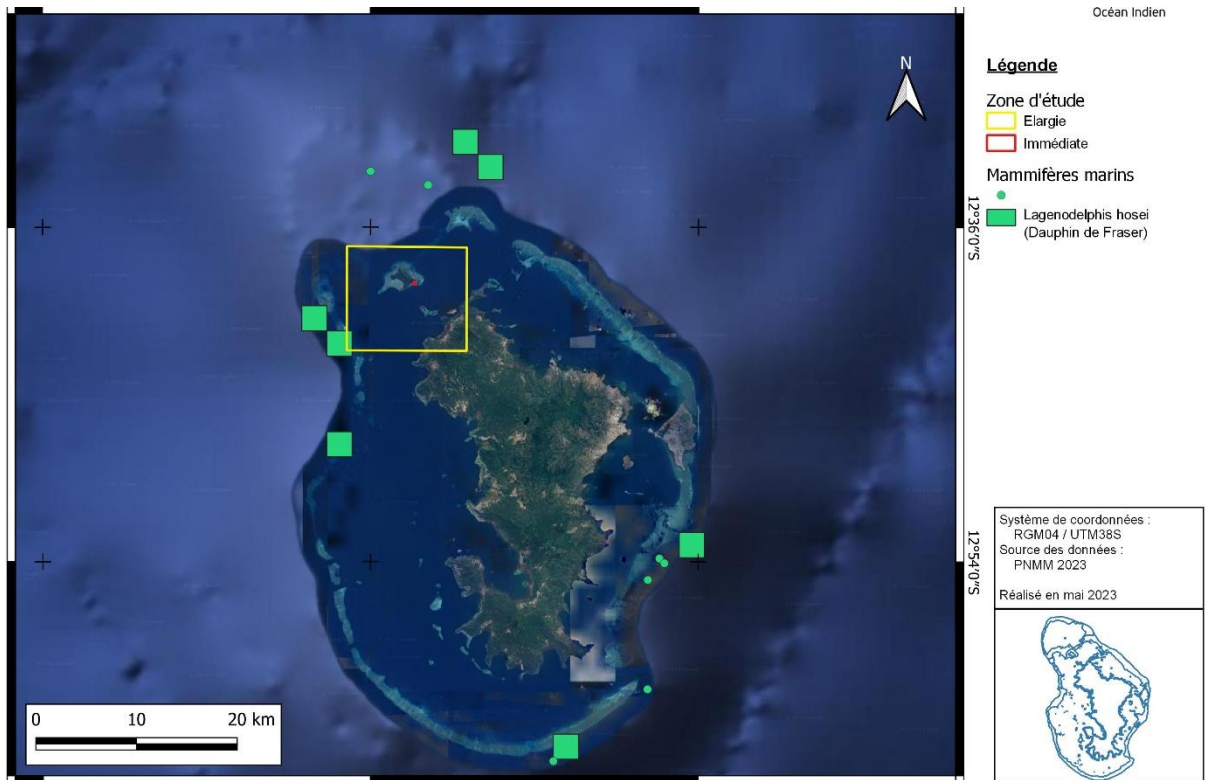 Océan Indien
N
Légende
Zone d'étude
Elargie
Immédiate
Mammifères marins
Lagenodelphis hosei
(Dauphin de Fraser)
12°36'0"S
12°54'0"S
0 10 20 km
Système de coordonnées :
RGM04 / UTM38S
Source des données :
PNMM 2023
Réalisé en mai 2023